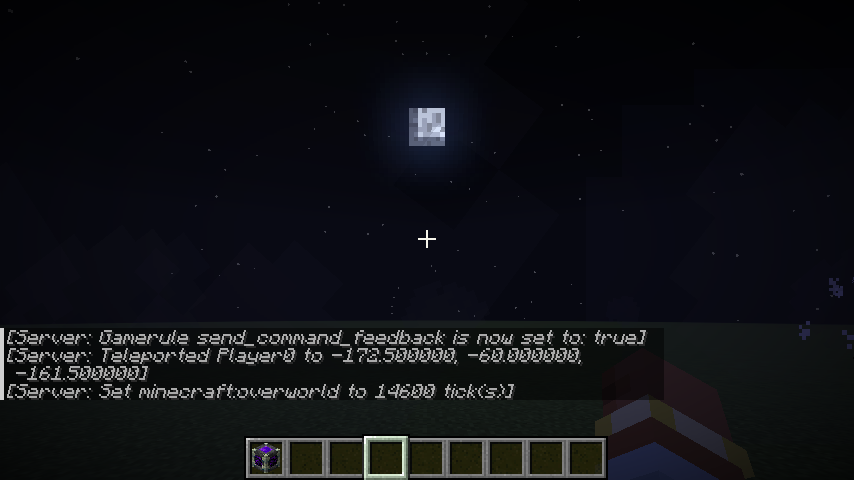 [Server: Gamerule send_command_feedback is now set to: true]
[Server: Teleported Player0 to -172.500000, -60.000000,
-161.500000]
[Server: Set minecraft:overworld to 14600 tick(s)]